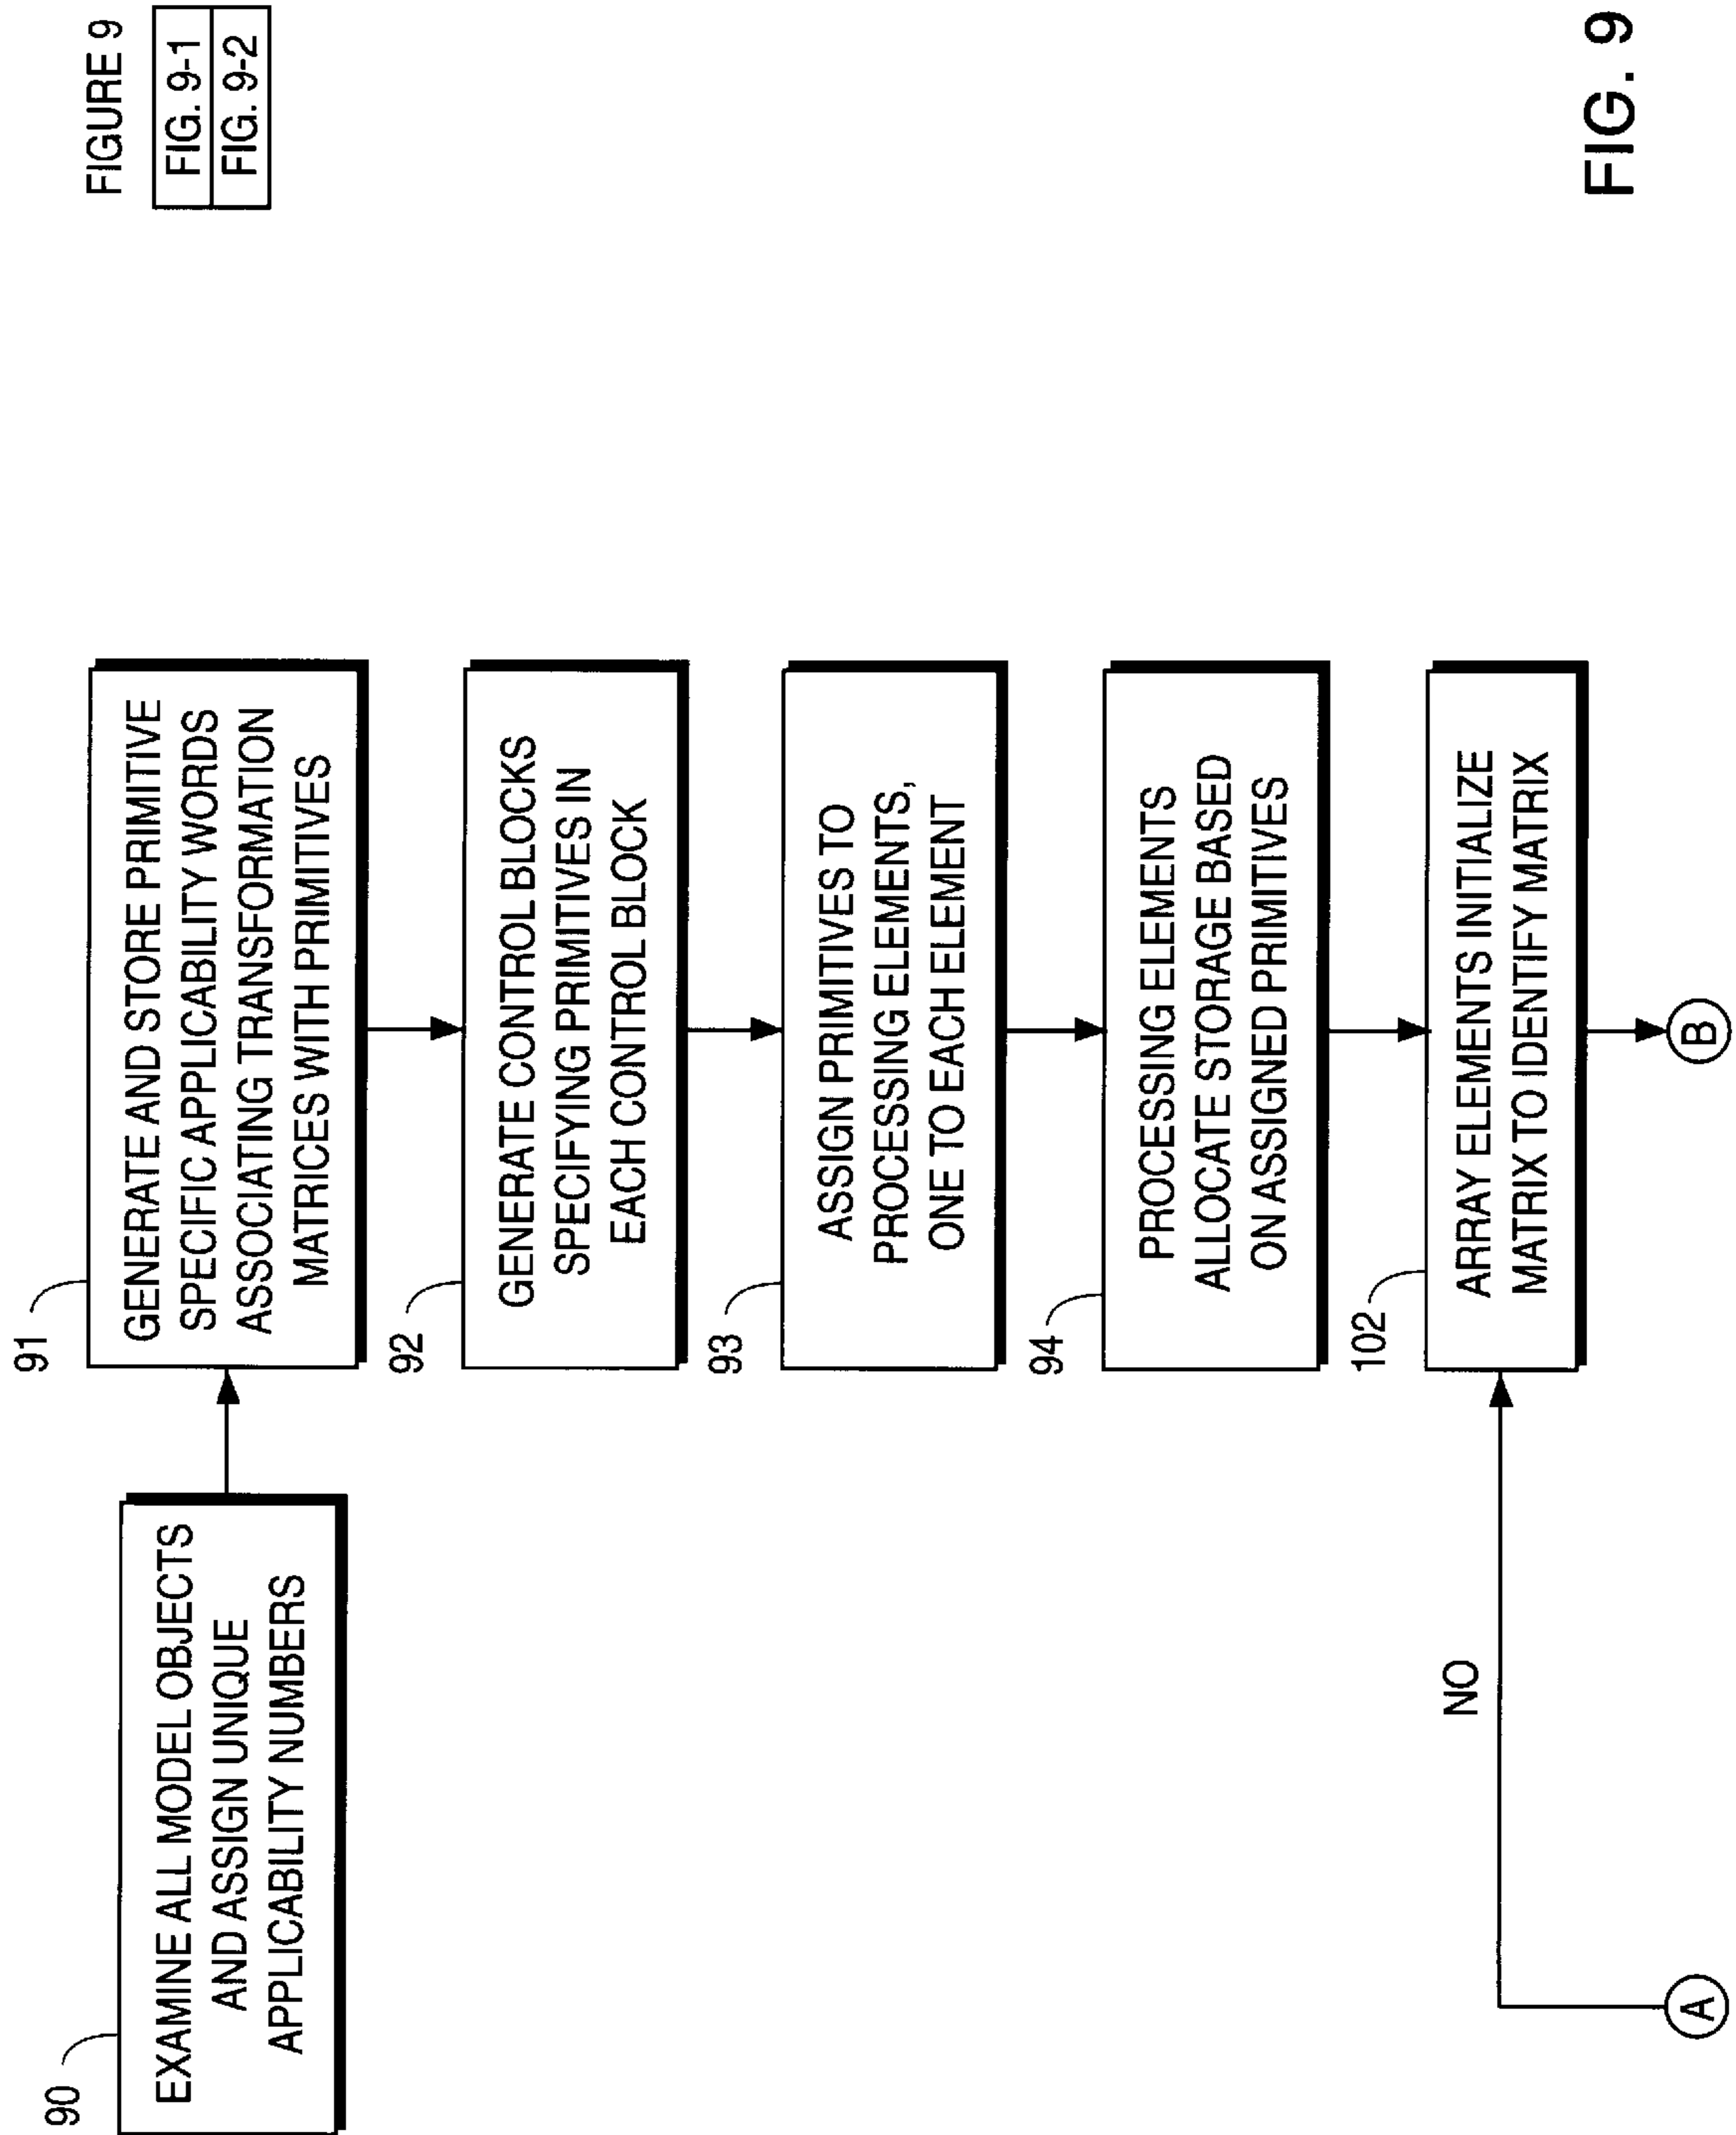 FIGURE 9
FIG. 9-1
FIG. 9-2
90
EXAMINE ALL MODEL OBJECTS
AND ASSIGN UNIQUE
APPLICABILITY NUMBERS
91
GENERATE AND STORE PRIMITIVE
SPECIFIC APPLICABILITY WORDS
ASSOCIATING TRANSFORMATION
MATRICES WITH PRIMITIVES
92
GENERATE CONTROL BLOCKS
SPECIFYING PRIMITIVES IN
EACH CONTROL BLOCK
93
ASSIGN PRIMITIVES TO
PROCESSING ELEMENTS,
ONE TO EACH ELEMENT
94
PROCESSING ELEMENTS
ALLOCATE STORAGE BASED
ON ASSIGNED PRIMITIVES
102
ARRAY ELEMENTS INITIALIZE
MATRIX TO IDENTIFY MATRIX
NO
A
B
FIG. 9